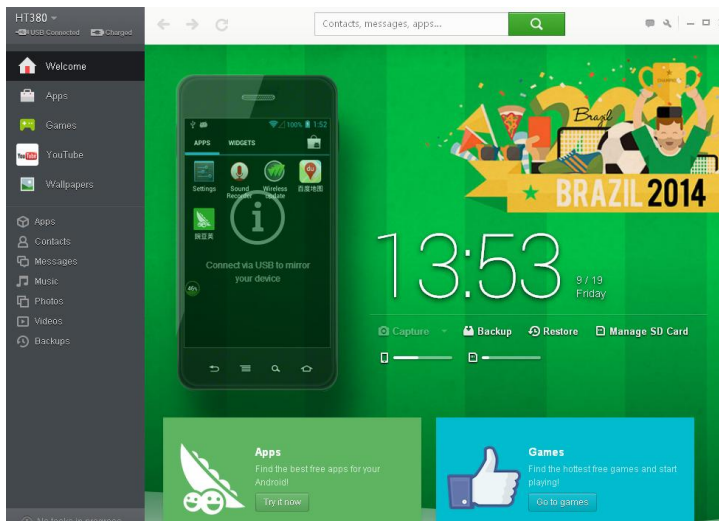 HT380
USB Connected
Charged
Contacts, messages, apps...
Welcome
Apps
Games
YouTube
Wallpapers
Apps
Contacts
Messages
Music
Photos
Videos
Backups
No tasks in progress
100% 1:52
APPS WIDGETS
Settings
Sound Recorder
Wireless Update
百度地图
豌豆荚
Connect via USB to mirror
your device
Brazil
BRAZIL 2014
13:53
9 / 19
Friday
Capture
Backup
Restore
Manage SD Card
Apps
Find the best free apps for your
Android!
Try it now
Games
Find the hottest free games and start
playing!
Go to games